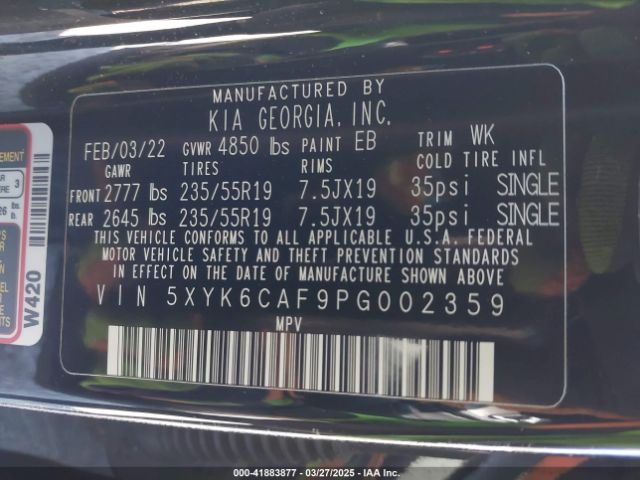 MANUFACTURED BY
KIA GEORGIA, INC.
FEB/03/22 GVWR 4850 lbs PAINT EB TRIM WK
GAWR TIRES RIMS COLD TIRE INFL
FRONT 2777 lbs 235/55R19 7.5JX19 35psi SINGLE
REAR 2645 lbs 235/55R19 7.5JX19 35psi SINGLE
THIS VEHICLE CONFORMS TO ALL APPLICABLE U.S.A. FEDERAL
MOTOR VEHICLE SAFETY AND THEFT PREVENTION STANDARDS
IN EFFECT ON THE DATE OF MANUFACTURE SHOWN ABOVE.
VIN 5XYK6CAF9PG002359
MPV
W420
000-41883877 — 03/27/2025 — IAA Inc.